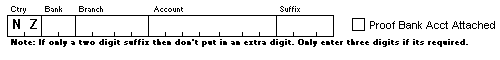 Ctry Bank Branch Account Suffix
N Z Proof Bank Acct Attached
Note: If only a two digit suffix then don't put in an extra digit. Only enter three digits if its required.